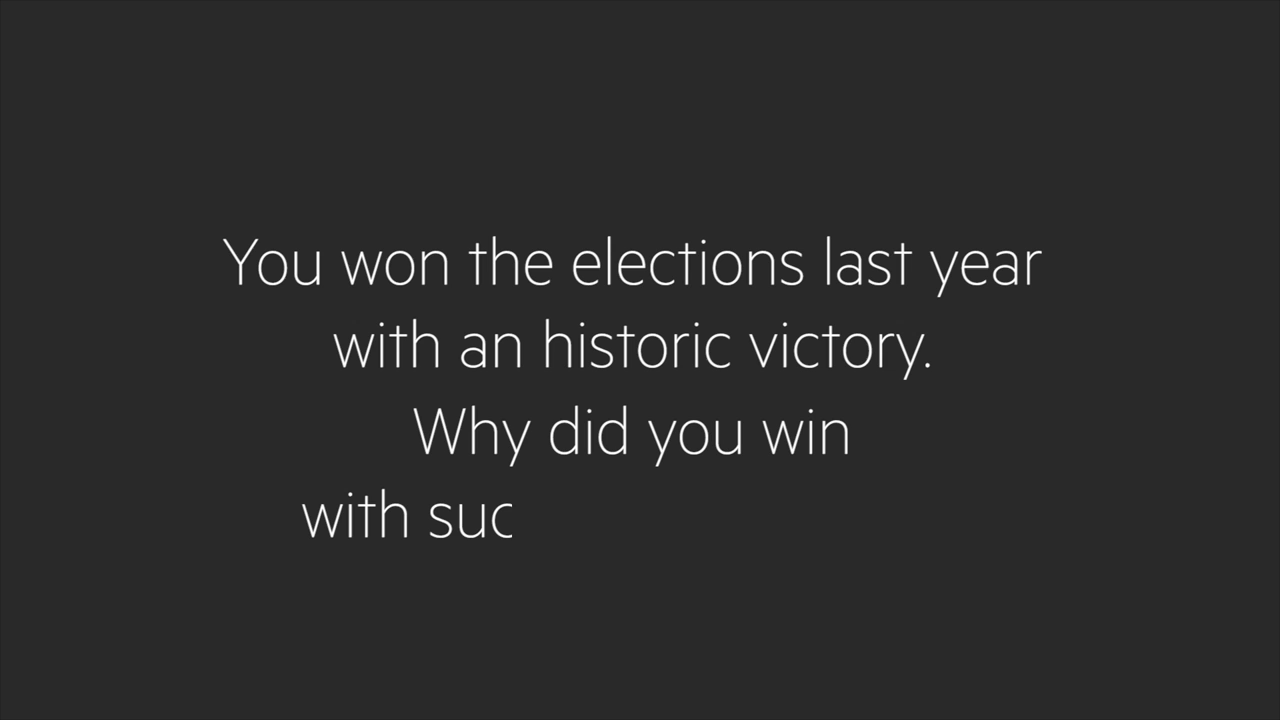 You won the elections last year
with an historic victory.
Why did you win
with suc